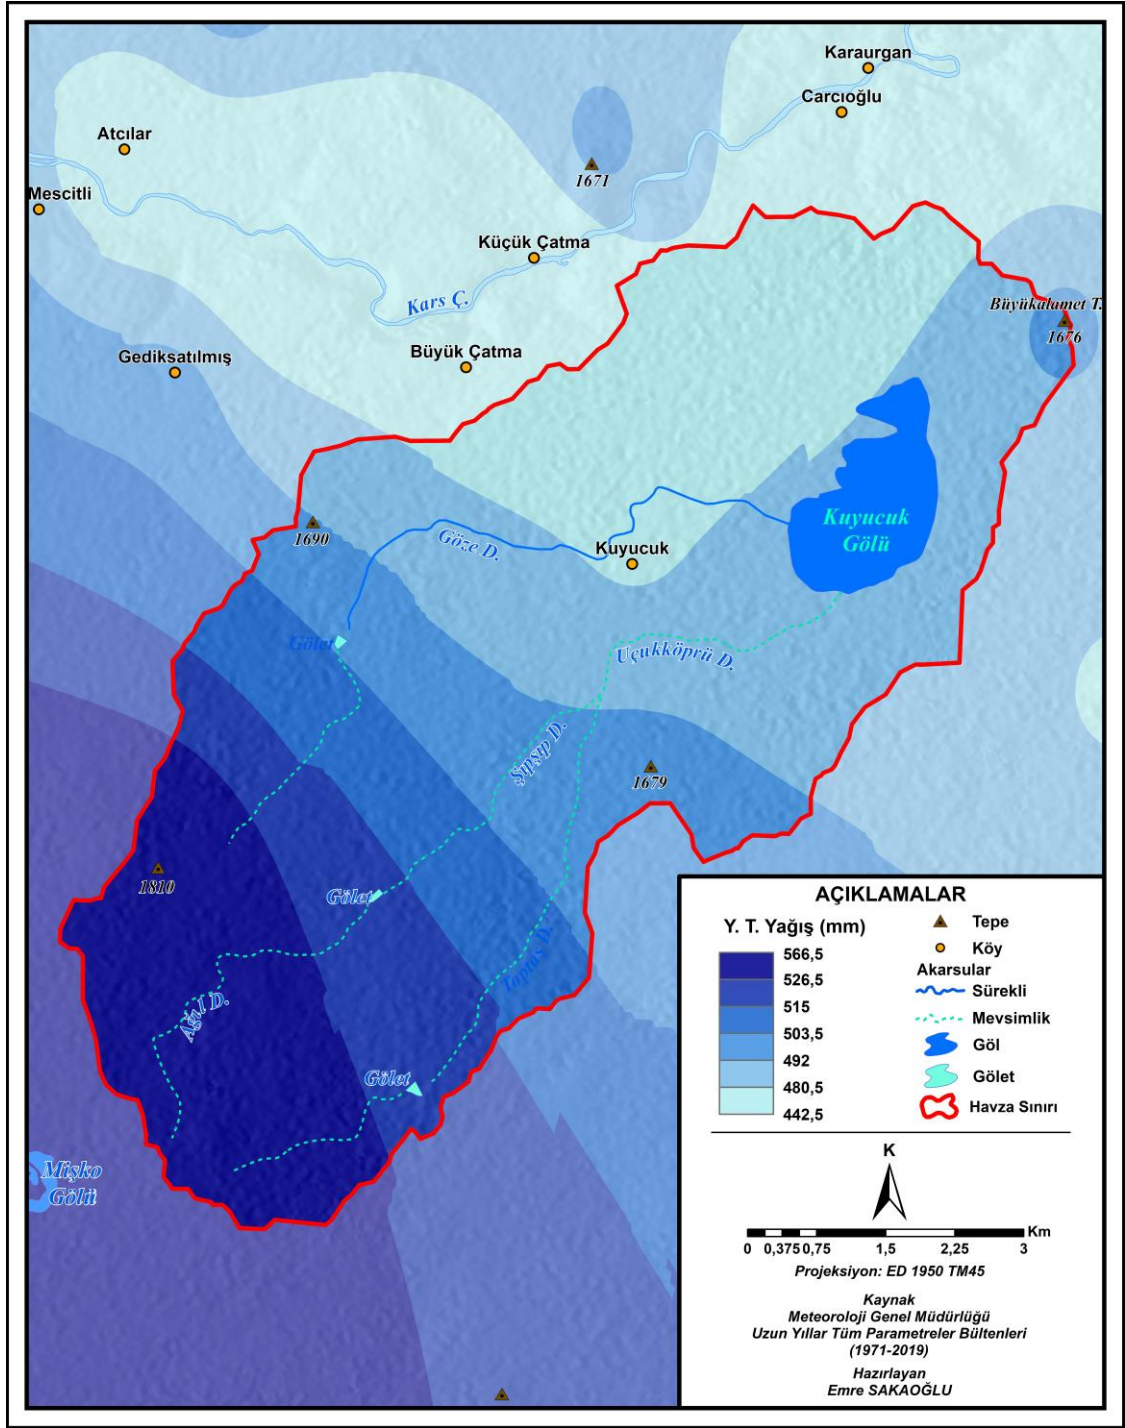 Karaurgan
Carcıoğlu
Atcılar
1671
Mescitli
Küçük Çatma
Kars Ç.
Büyükalamet T.
1676
Büyük Çatma
Gediksatılmış
Kuyucuk
Gölü
1690
Göze D.
Kuyucuk
Gölet
Uçukköprü D.
Şıpşıp D.
1679
1810
Gölet
Toptaş D.
Ağıl D.
Gölet
Mişko
Gölü
AÇIKLAMALAR
Y. T. Yağış (mm)
566,5
526,5
515
503,5
492
480,5
442,5
Tepe
Köy
Akarsular
Sürekli
Mevsimlik
Göl
Gölet
Havza Sınırı
K
Km
0 0,375 0,75 1,5 2,25 3
Projeksiyon: ED 1950 TM45
Kaynak
Meteoroloji Genel Müdürlüğü
Uzun Yıllar Tüm Parametreler Bültenleri
(1971-2019)
Hazırlayan
Emre SAKAOĞLU